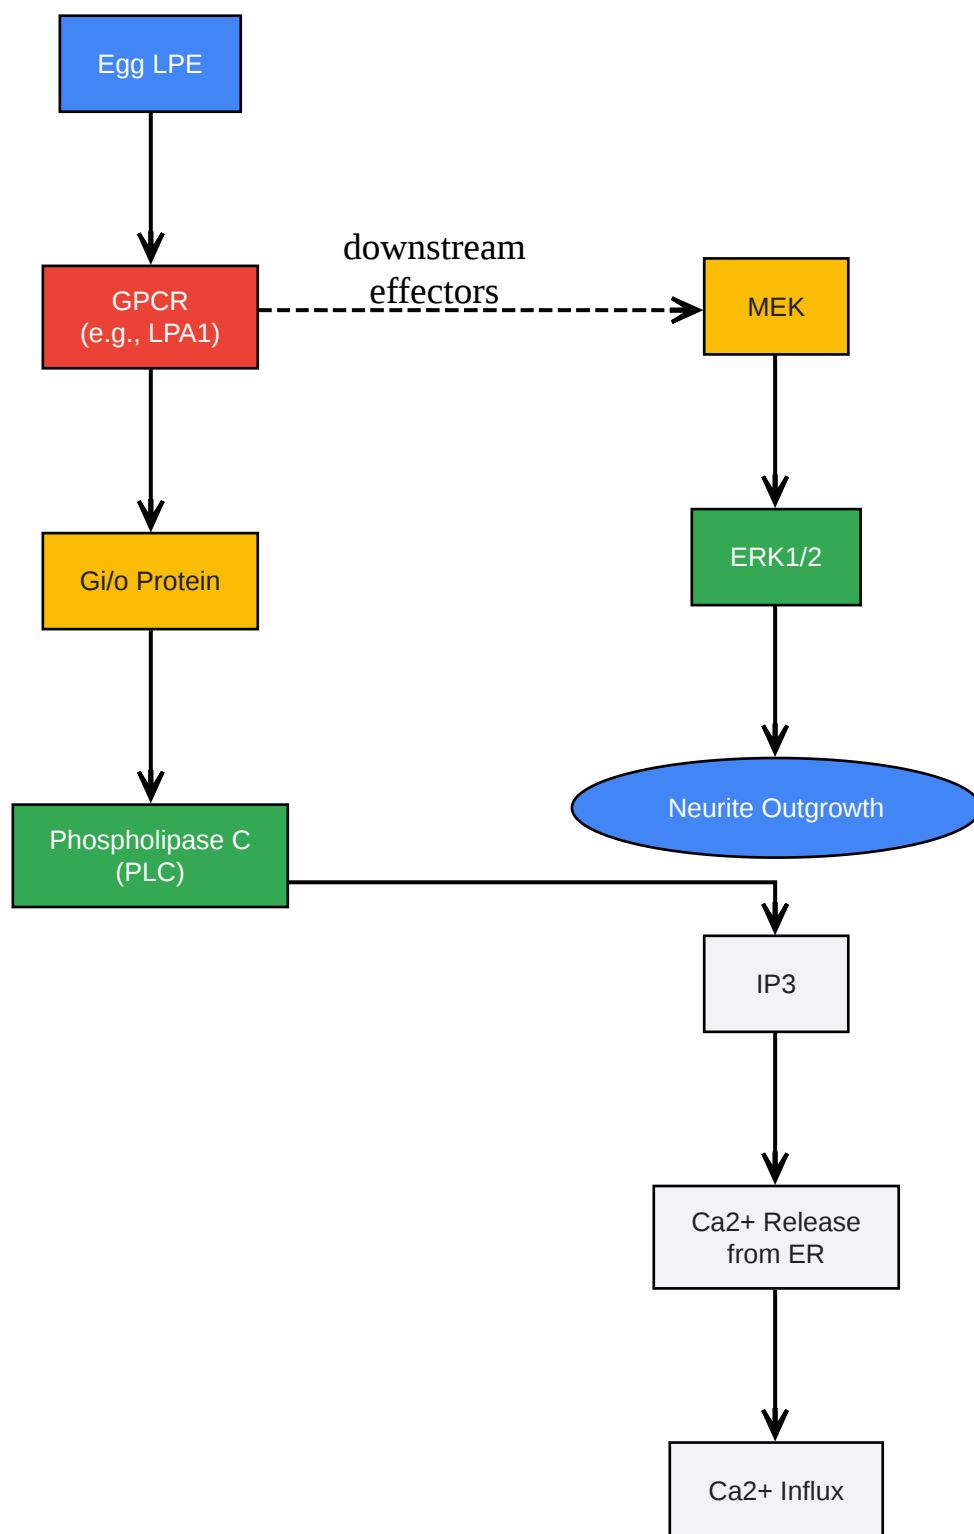 Egg LPE
downstream
effectors
GPCR
(e.g., LPA1)
MEK
ERK1/2
Gi/o Protein
Neurite Outgrowth
Phospholipase C
(PLC)
IP3
Ca2+ Release
from ER
Ca2+ Influx